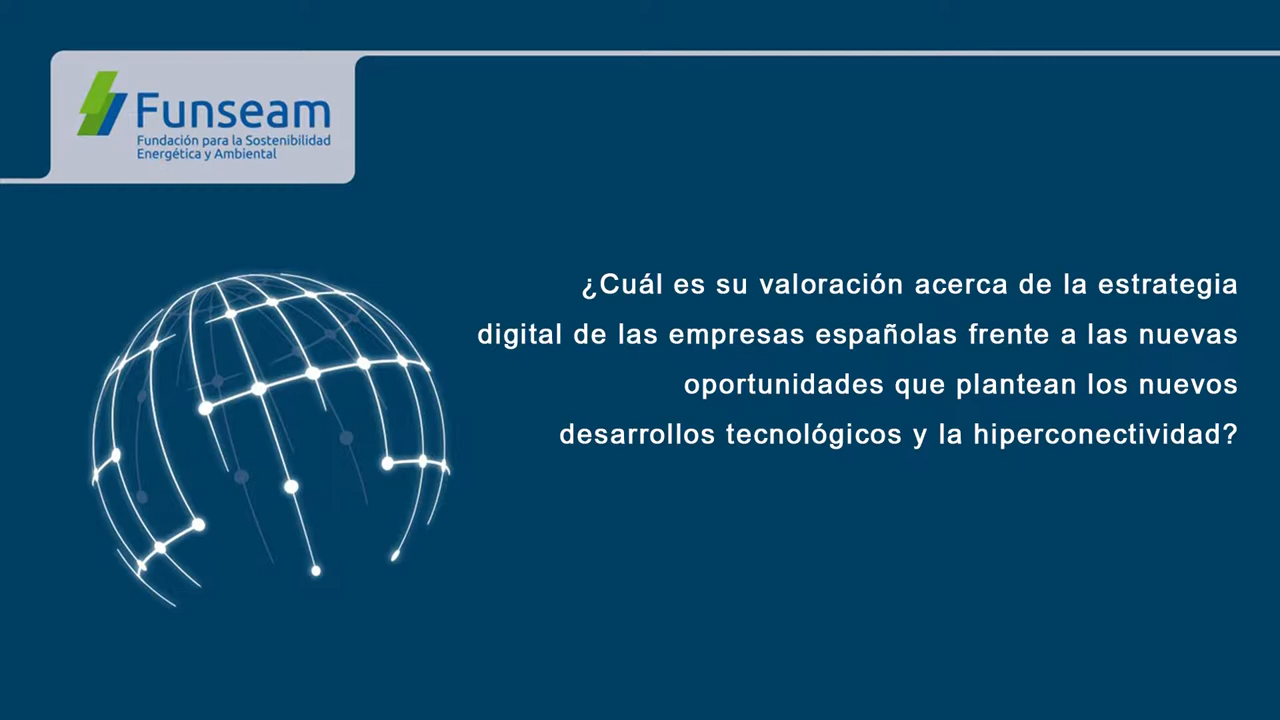 Funseam
Fundación para la Sostenibilidad
Energética y Ambiental
¿Cuál es su valoración acerca de la estrategia
digital de las empresas españolas frente a las nuevas
oportunidades que plantean los nuevos
desarrollos tecnológicos y la hiperconectividad?